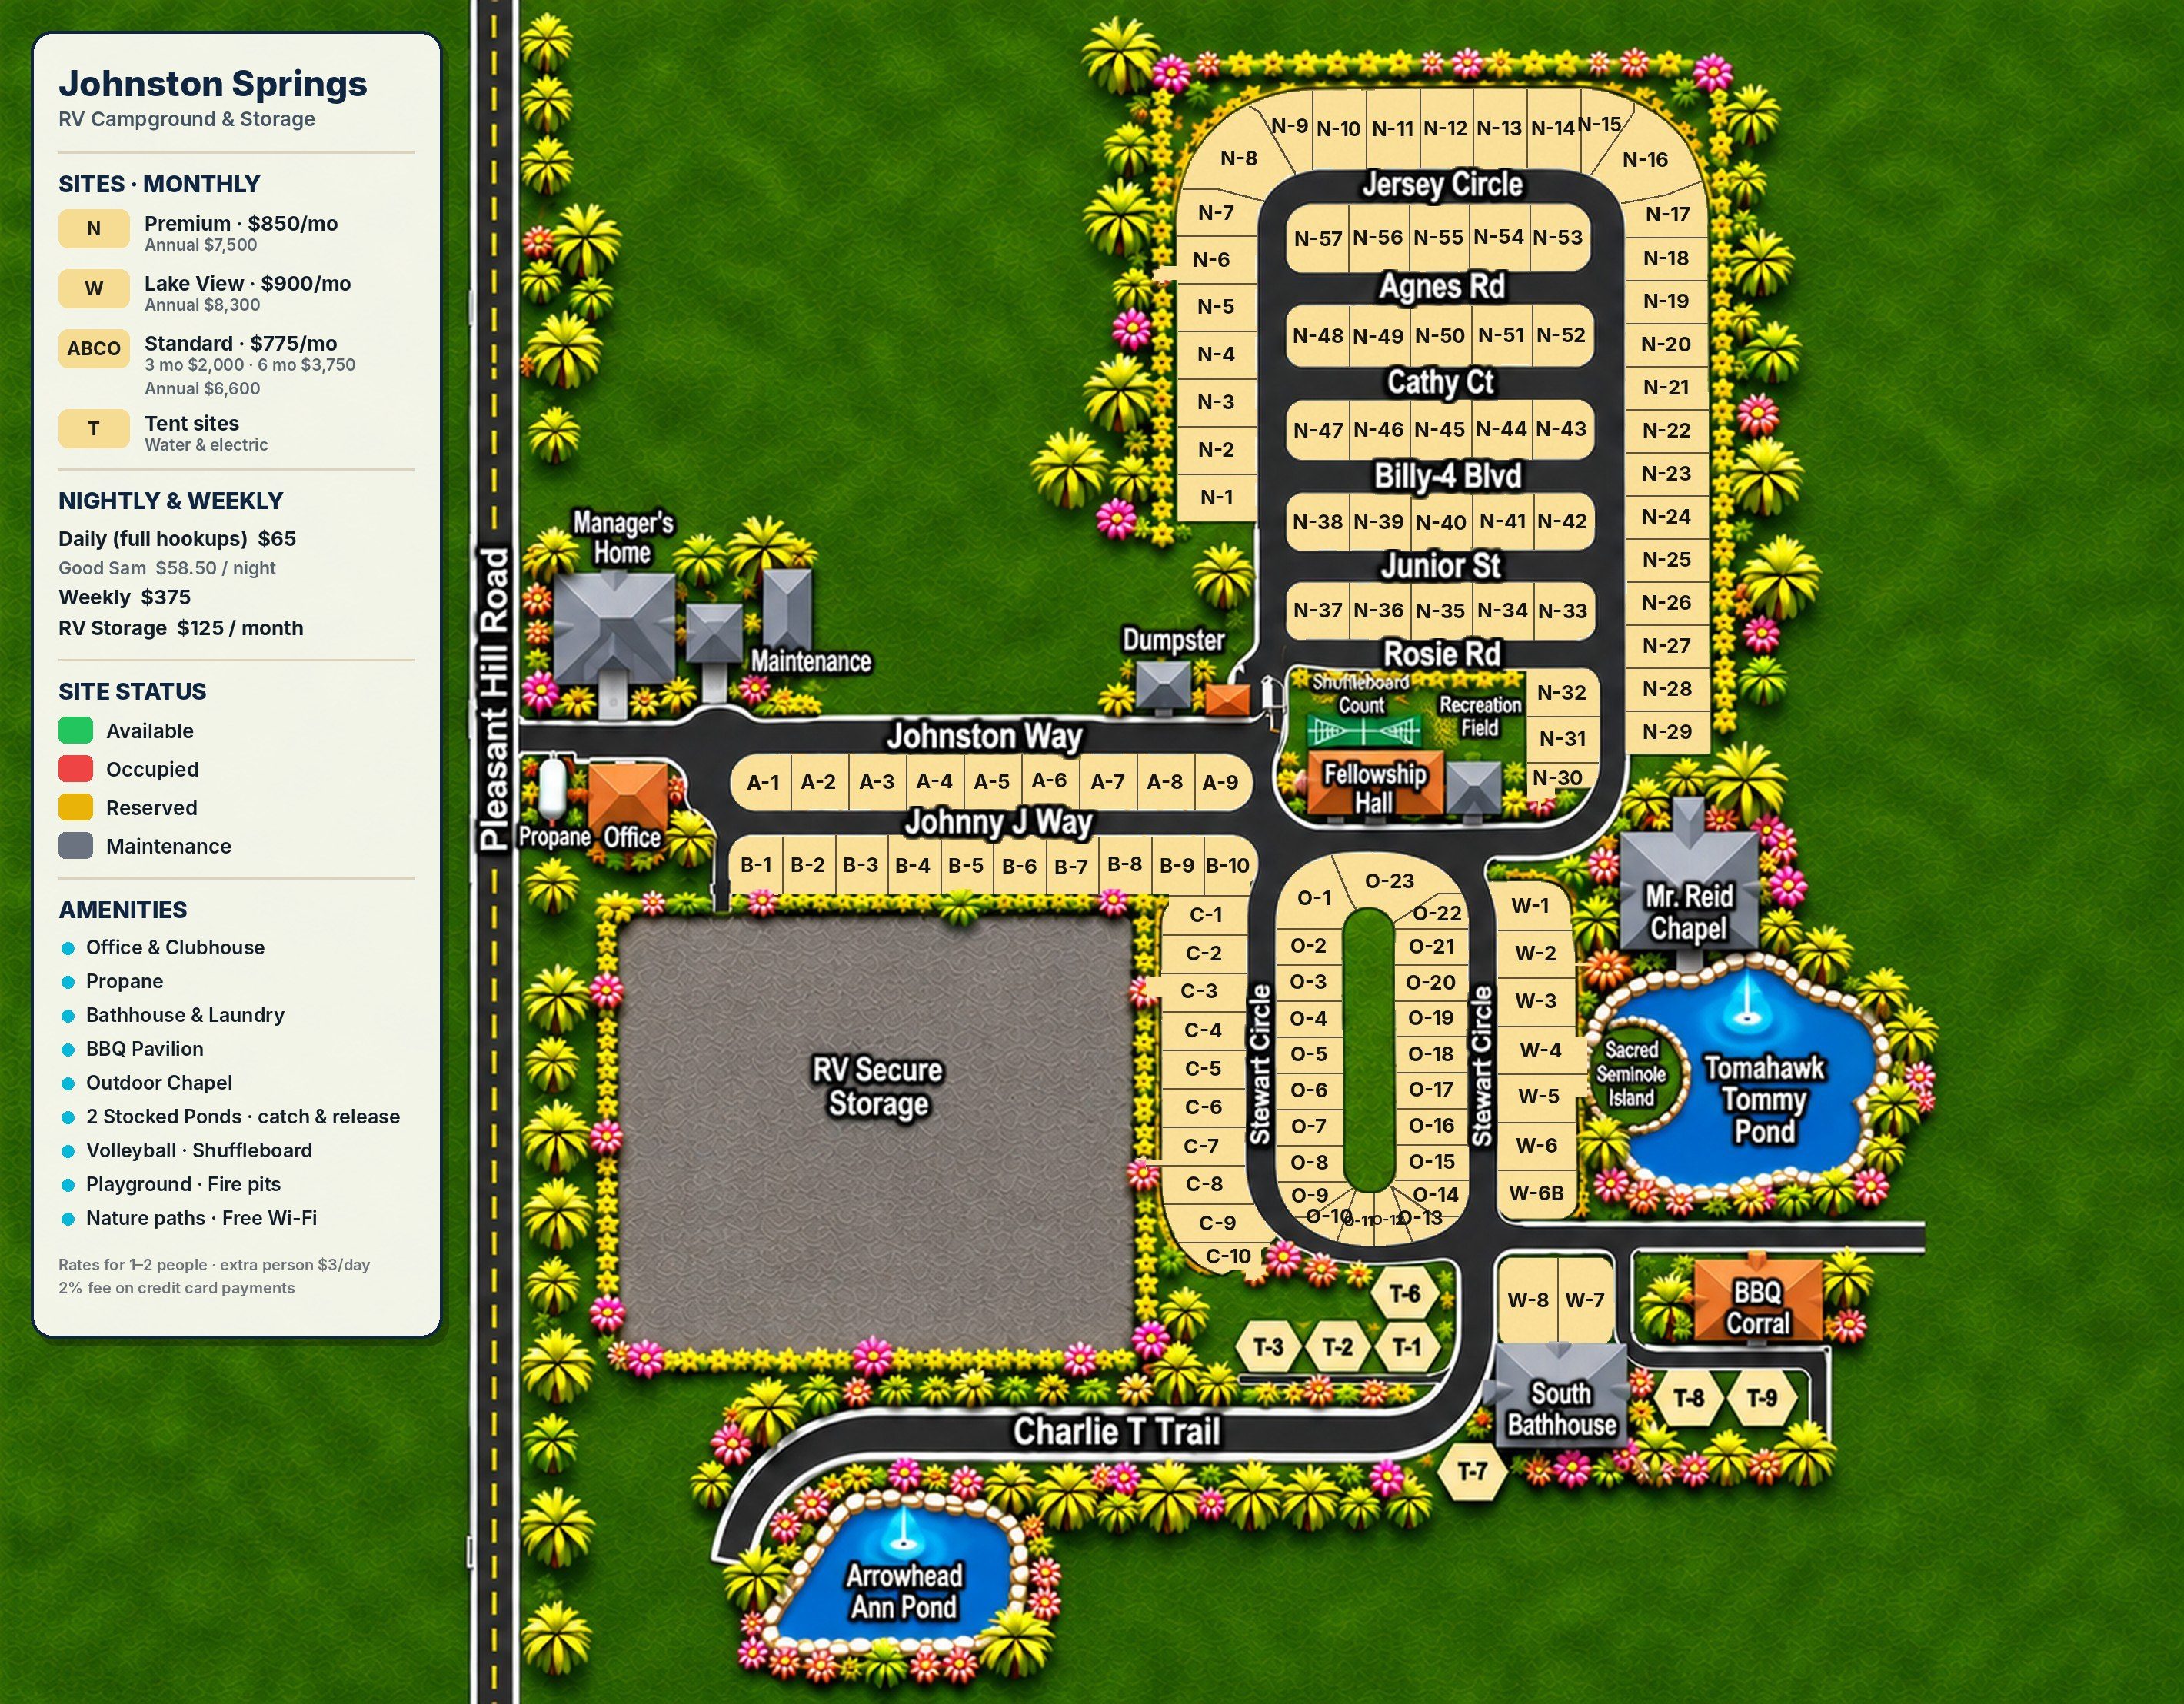 Johnston Springs
RV Campground & Storage
SITES · MONTHLY
N
Premium · $850/mo
Annual $7,500
W
Lake View · $900/mo
Annual $8,300
ABCO
Standard · $775/mo
3 mo $2,000 · 6 mo $3,750
Annual $6,600
T
Tent sites
Water & electric
NIGHTLY & WEEKLY
Daily (full hookups) $65
Good Sam $58.50 / night
Weekly $375
RV Storage $125 / month
SITE STATUS
Available
Occupied
Reserved
Maintenance
AMENITIES
Office & Clubhouse
Propane
Bathhouse & Laundry
BBQ Pavilion
Outdoor Chapel
2 Stocked Ponds · catch & release
Volleyball · Shuffleboard
Playground · Fire pits
Nature paths · Free Wi-Fi
Rates for 1–2 people · extra person $3/day
2% fee on credit card payments
Pleasant Hill Road
Manager's
Home
Maintenance
Dumpster
Propane
Office
Johnston Way
A-1 A-2 A-3 A-4 A-5 A-6 A-7 A-8 A-9
Johnny J Way
B-1 B-2 B-3 B-4 B-5 B-6 B-7 B-8 B-9 B-10
RV Secure
Storage
N-8
N-9 N-10 N-11 N-12 N-13 N-14 N-15
N-16
Jersey Circle
N-7
N-6
N-5
N-4
N-3
N-2
N-1
N-57 N-56 N-55 N-54 N-53
Agnes Rd
N-48 N-49 N-50 N-51 N-52
Cathy Ct
N-47 N-46 N-45 N-44 N-43
Billy-4 Blvd
N-38 N-39 N-40 N-41 N-42
Junior St
N-37 N-36 N-35 N-34 N-33
Rosie Rd
N-17
N-18
N-19
N-20
N-21
N-22
N-23
N-24
N-25
N-26
N-27
N-28
N-29
Shuffleboard
Count
Recreation
Field
Fellowship
Hall
N-32
N-31
N-30
C-1
C-2
C-3
C-4
C-5
C-6
C-7
C-8
C-9
C-10
Stewart Circle
O-1
O-2
O-3
O-4
O-5
O-6
O-7
O-8
O-9
O-10
O-11
O-12
O-13
O-14
O-15
O-16
O-17
O-18
O-19
O-20
O-21
O-22
O-23
Stewart Circle
W-1
W-2
W-3
W-4
W-5
W-6
W-6B
Mr. Reid
Chapel
Sacred
Seminole
Island
Tomahawk
Tommy
Pond
T-6
T-3 T-2 T-1
W-8 W-7
BBQ
Corral
South
Bathhouse
T-8 T-9
T-7
Charlie T Trail
Arrowhead
Ann Pond